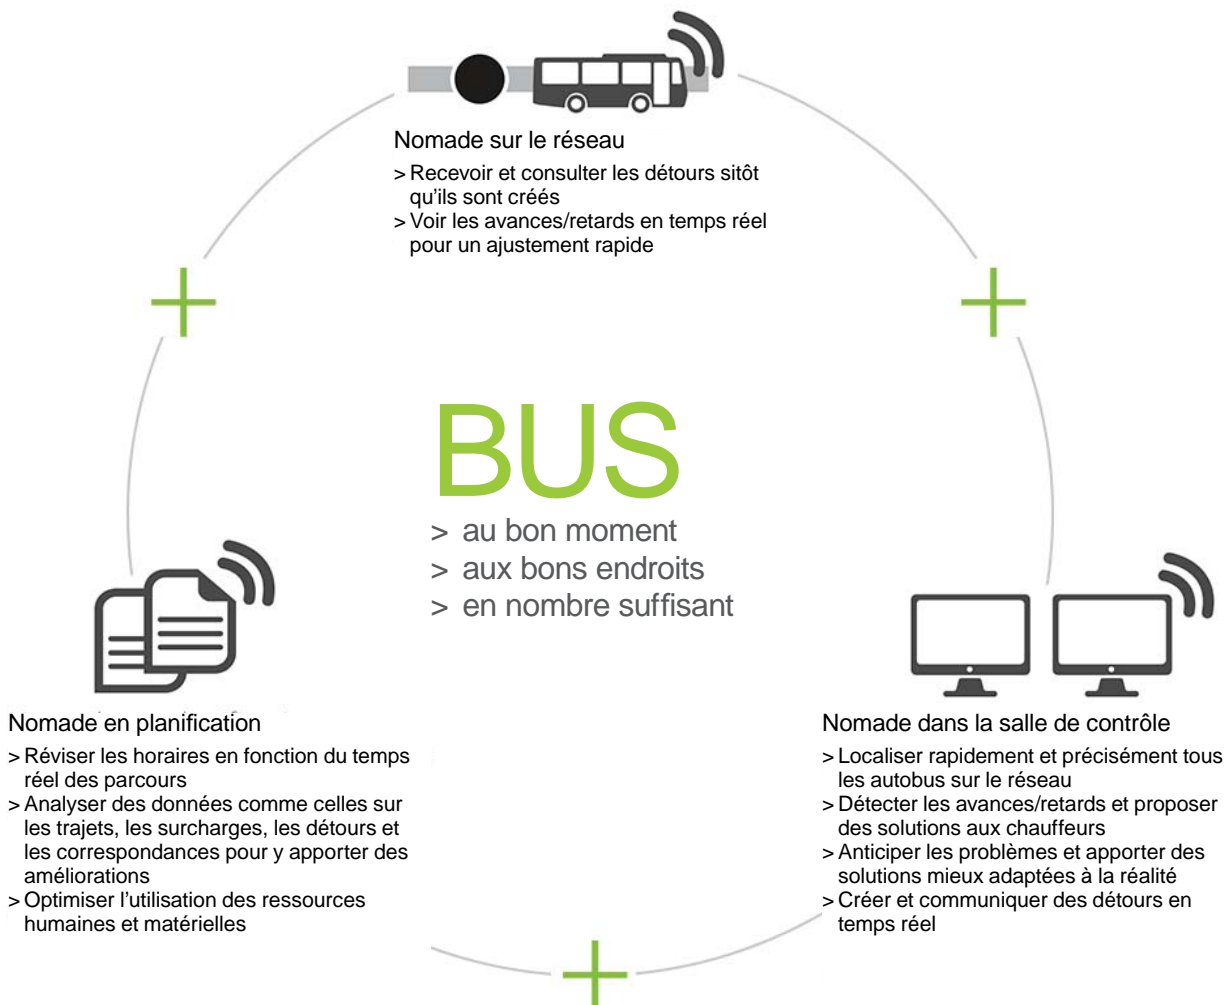 Nomade sur le réseau
> Recevoir et consulter les détours sitôt
qu'ils sont créés
> Voir les avances/retards en temps réel
pour un ajustement rapide
BUS
> au bon moment
> aux bons endroits
> en nombre suffisant
Nomade en planification
> Réviser les horaires en fonction du temps
réel des parcours
> Analyser des données comme celles sur
les trajets, les surcharges, les détours et
les correspondances pour y apporter des
améliorations
> Optimiser l’utilisation des ressources
humaines et matérielles
Nomade dans la salle de contrôle
> Localiser rapidement et précisément tous
les autobus sur le réseau
> Détecter les avances/retards et proposer
des solutions aux chauffeurs
> Anticiper les problèmes et apporter des
solutions mieux adaptées à la réalité
> Créer et communiquer des détours en
temps réel